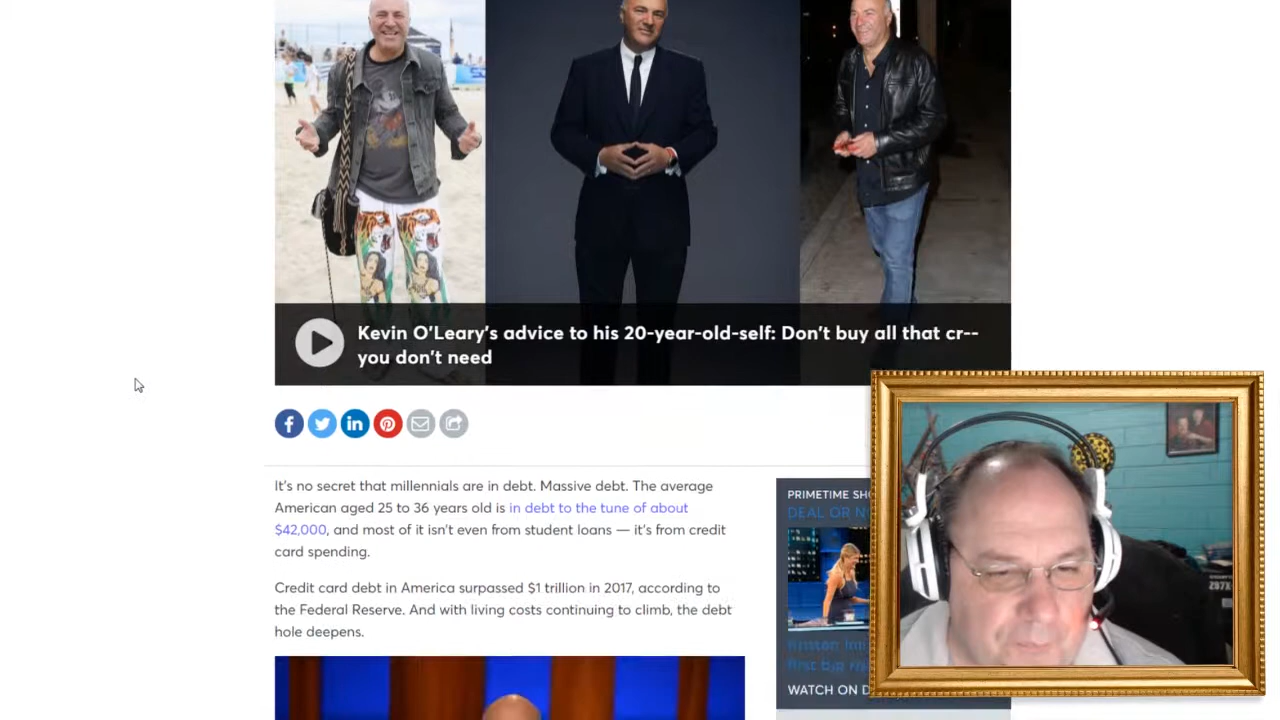 Kevin O'Leary's advice to his 20-year-old-self: Don't buy all that cr--
you don't need
It's no secret that millennials are in debt. Massive debt. The average
American aged 25 to 36 years old is in debt to the tune of about
$42,000, and most of it isn't even from student loans — it's from credit
card spending.
Credit card debt in America surpassed $1 trillion in 2017, according to
the Federal Reserve. And with living costs continuing to climb, the debt
hole deepens.
PRIMETIME
DEAL OR
first big
WATCH ON